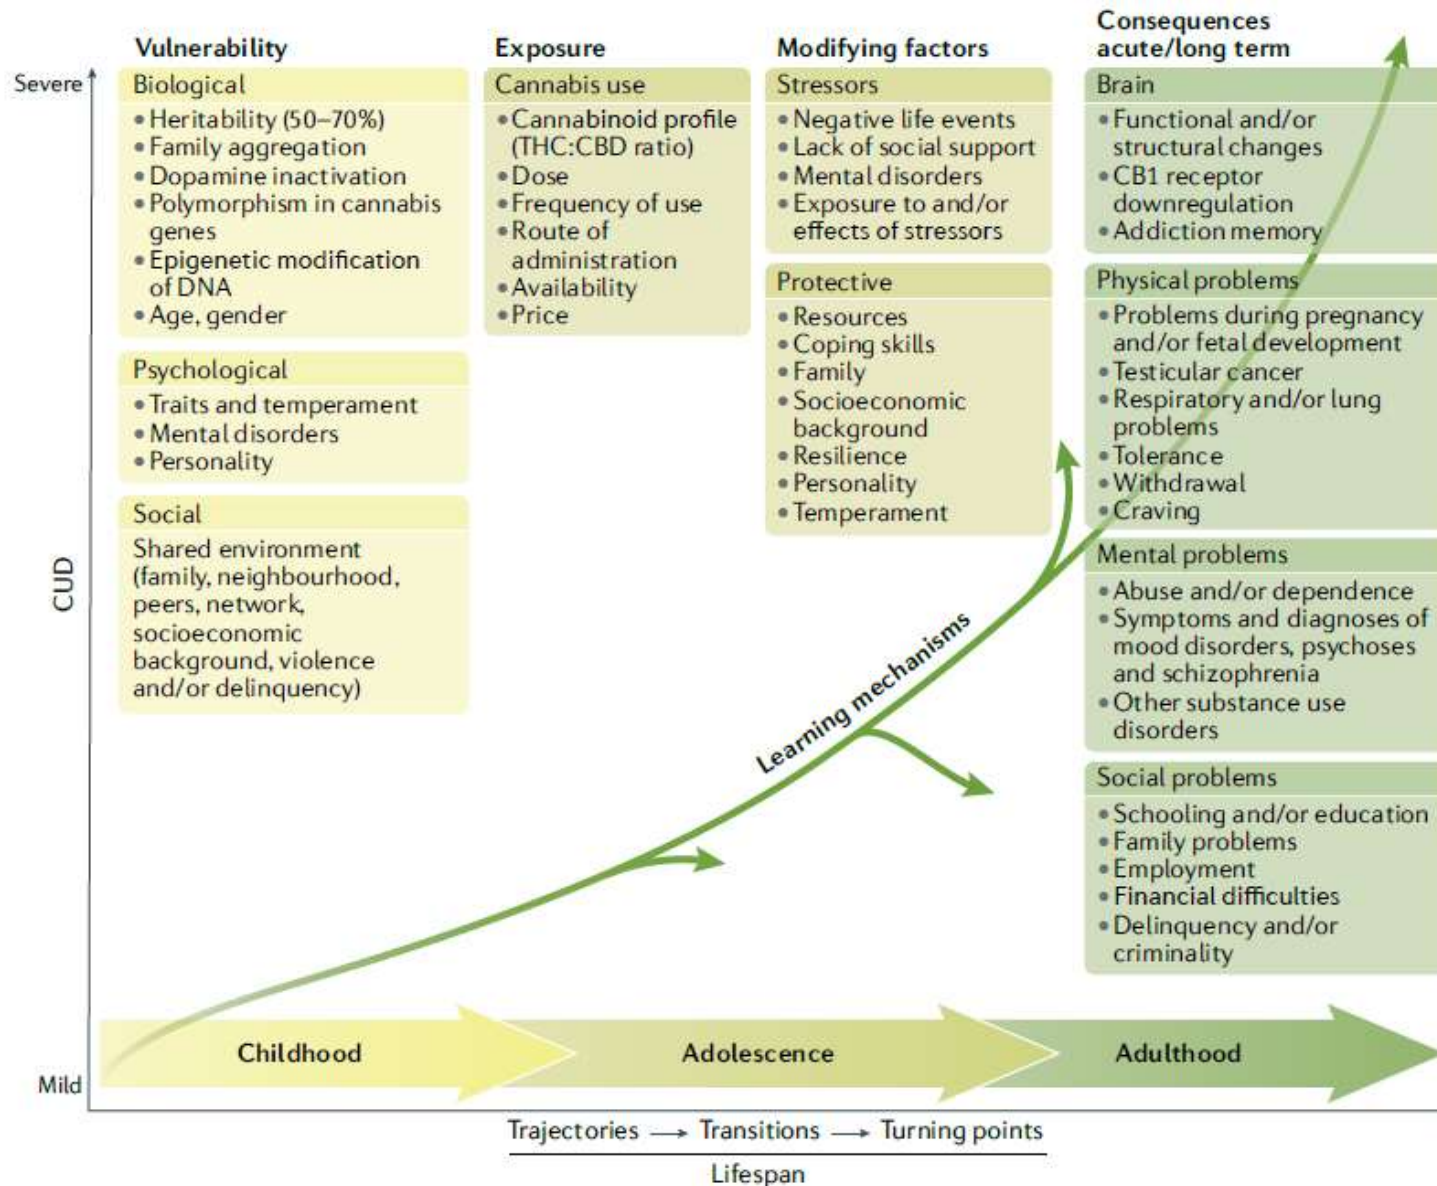 Vulnerability
Exposure
Modifying factors
Consequences
acute/long term
Severe
Biological
• Heritability (50–70%)
• Family aggregation
• Dopamine inactivation
• Polymorphism in cannabis
genes
• Epigenetic modification
of DNA
• Age, gender
Psychological
• Traits and temperament
• Mental disorders
• Personality
Social
Shared environment
(family, neighbourhood,
peers, network,
socioeconomic
background, violence
and/or delinquency)
Cannabis use
• Cannabinoid profile
(THC:CBD ratio)
• Dose
• Frequency of use
• Route of
administration
• Availability
• Price
Stressors
• Negative life events
• Lack of social support
• Mental disorders
• Exposure to and/or
effects of stressors
Protective
• Resources
• Coping skills
• Family
• Socioeconomic
background
• Resilience
• Personality
• Temperament
Brain
• Functional and/or
structural changes
• CB1 receptor
downregulation
• Addiction memory
Physical problems
• Problems during pregnancy
and/or fetal development
• Testicular cancer
• Respiratory and/or lung
problems
• Tolerance
• Withdrawal
• Craving
Mental problems
• Abuse and/or dependence
• Symptoms and diagnoses of
mood disorders, psychoses
and schizophrenia
• Other substance use
disorders
Social problems
• Schooling and/or education
• Family problems
• Employment
• Financial difficulties
• Delinquency and/or
criminality
CUD
Learning mechanisms
Childhood
Adolescence
Adulthood
Mild
Trajectories → Transitions → Turning points
Lifespan